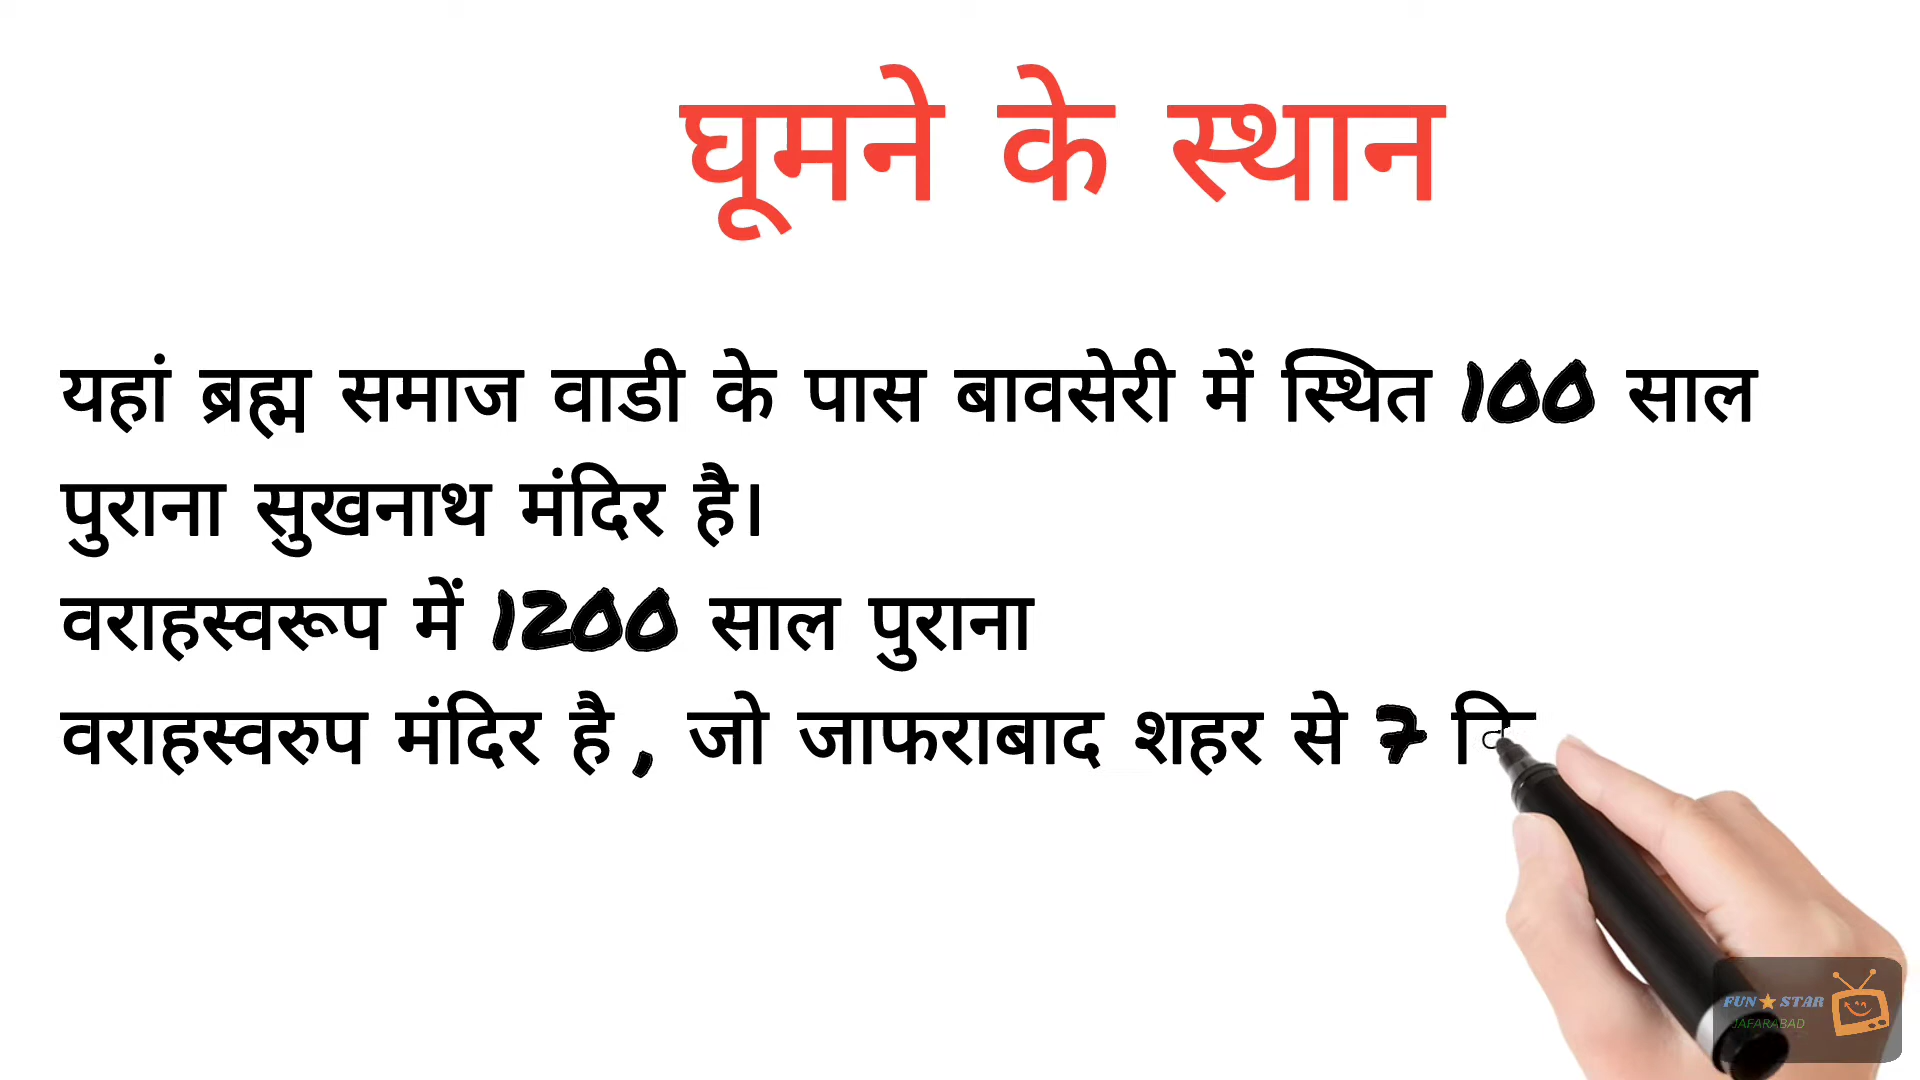 घूमने के स्थान
यहां ब्रह्म समाज वाडी के पास बावसेरी में स्थित 100 साल
पुराना सुखनाथ मंदिर है।
वराहस्वरूप में 1200 साल पुराना
वराहस्वरुप मंदिर है , जो जाफराबाद शहर से 7
FUN STAR
JAFARABAD